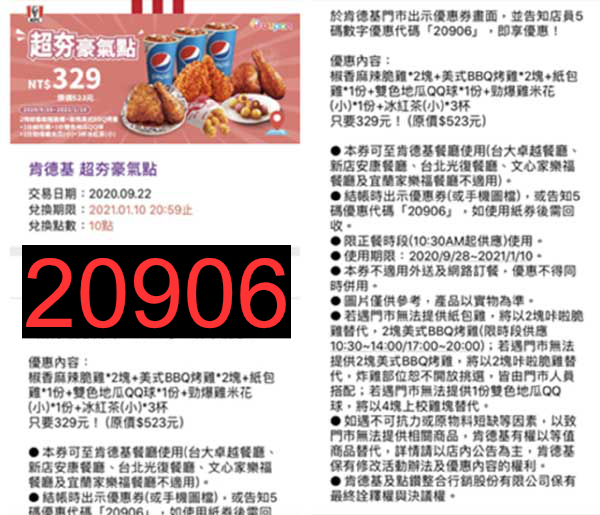 KFC
超夯豪氣點
NT$329
原價523元
肯德基 超夯豪氣點
交易日期：2020.09.22
兌換期限：2021.01.10 20:59止
兌換點數：10點
20906
優惠內容：
椒香麻辣脆雞*2塊+美式BBQ烤雞*2塊+紙包
雞*1份+雙色地瓜QQ球*1份+勁爆雞米花
(小)*1份+冰紅茶(小)*3杯
只要329元！(原價$523元)
● 本券可至肯德基餐廳使用(台大卓越餐廳、
新店安康餐廳、台北光復餐廳、文心家樂福
餐廳及宜蘭家樂福餐廳不適用)。
● 結帳時出示優惠券(或手機圖檔)，或告知5
碼優惠代碼「20906」，如使用紙券後需回
於肯德基門市出示優惠券畫面，並告知店員5
碼數字優惠代碼「20906」，即享優惠！
優惠內容：
椒香麻辣脆雞*2塊+美式BBQ烤雞*2塊+紙包
雞*1份+雙色地瓜QQ球*1份+勁爆雞米花
(小)*1份+冰紅茶(小)*3杯
只要329元！(原價$523元)
● 本券可至肯德基餐廳使用(台大卓越餐廳、
新店安康餐廳、台北光復餐廳、文心家樂福
餐廳及宜蘭家樂福餐廳不適用)。
● 結帳時出示優惠券(或手機圖檔)，或告知5
碼優惠代碼「20906」，如使用紙券後需回
收。
● 限正餐時段(10:30AM起供應)使用。
● 使用期限：2020/9/28~2021/1/10。
● 本券不適用外送及網路訂餐，優惠不得同
時併用。
● 圖片僅供參考，產品以實物為準。
● 若遇門市無法提供紙包雞，將以2塊咔啦脆
雞替代，2塊美式BBQ烤雞(限時段供應
10:30~14:00/17:00~20:00)；若遇門市無法
提供2塊美式BBQ烤雞，將以2塊咔啦脆雞替
代，炸雞部位恕不開放挑選，皆由門市人員
搭配；若遇門市無法提供1份雙色地瓜QQ
球，將以4塊上校雞塊替代。
● 如遇不可抗力或原物料短缺等因素，以致
門市無法提供相關商品，肯德基有權以等值
商品替代，詳情請以店內公告為主，肯德基
保有修改活動辦法及優惠內容的權利。
● 肯德基及點鑽整合行銷股份有限公司保有
最終詮釋權與決議權。